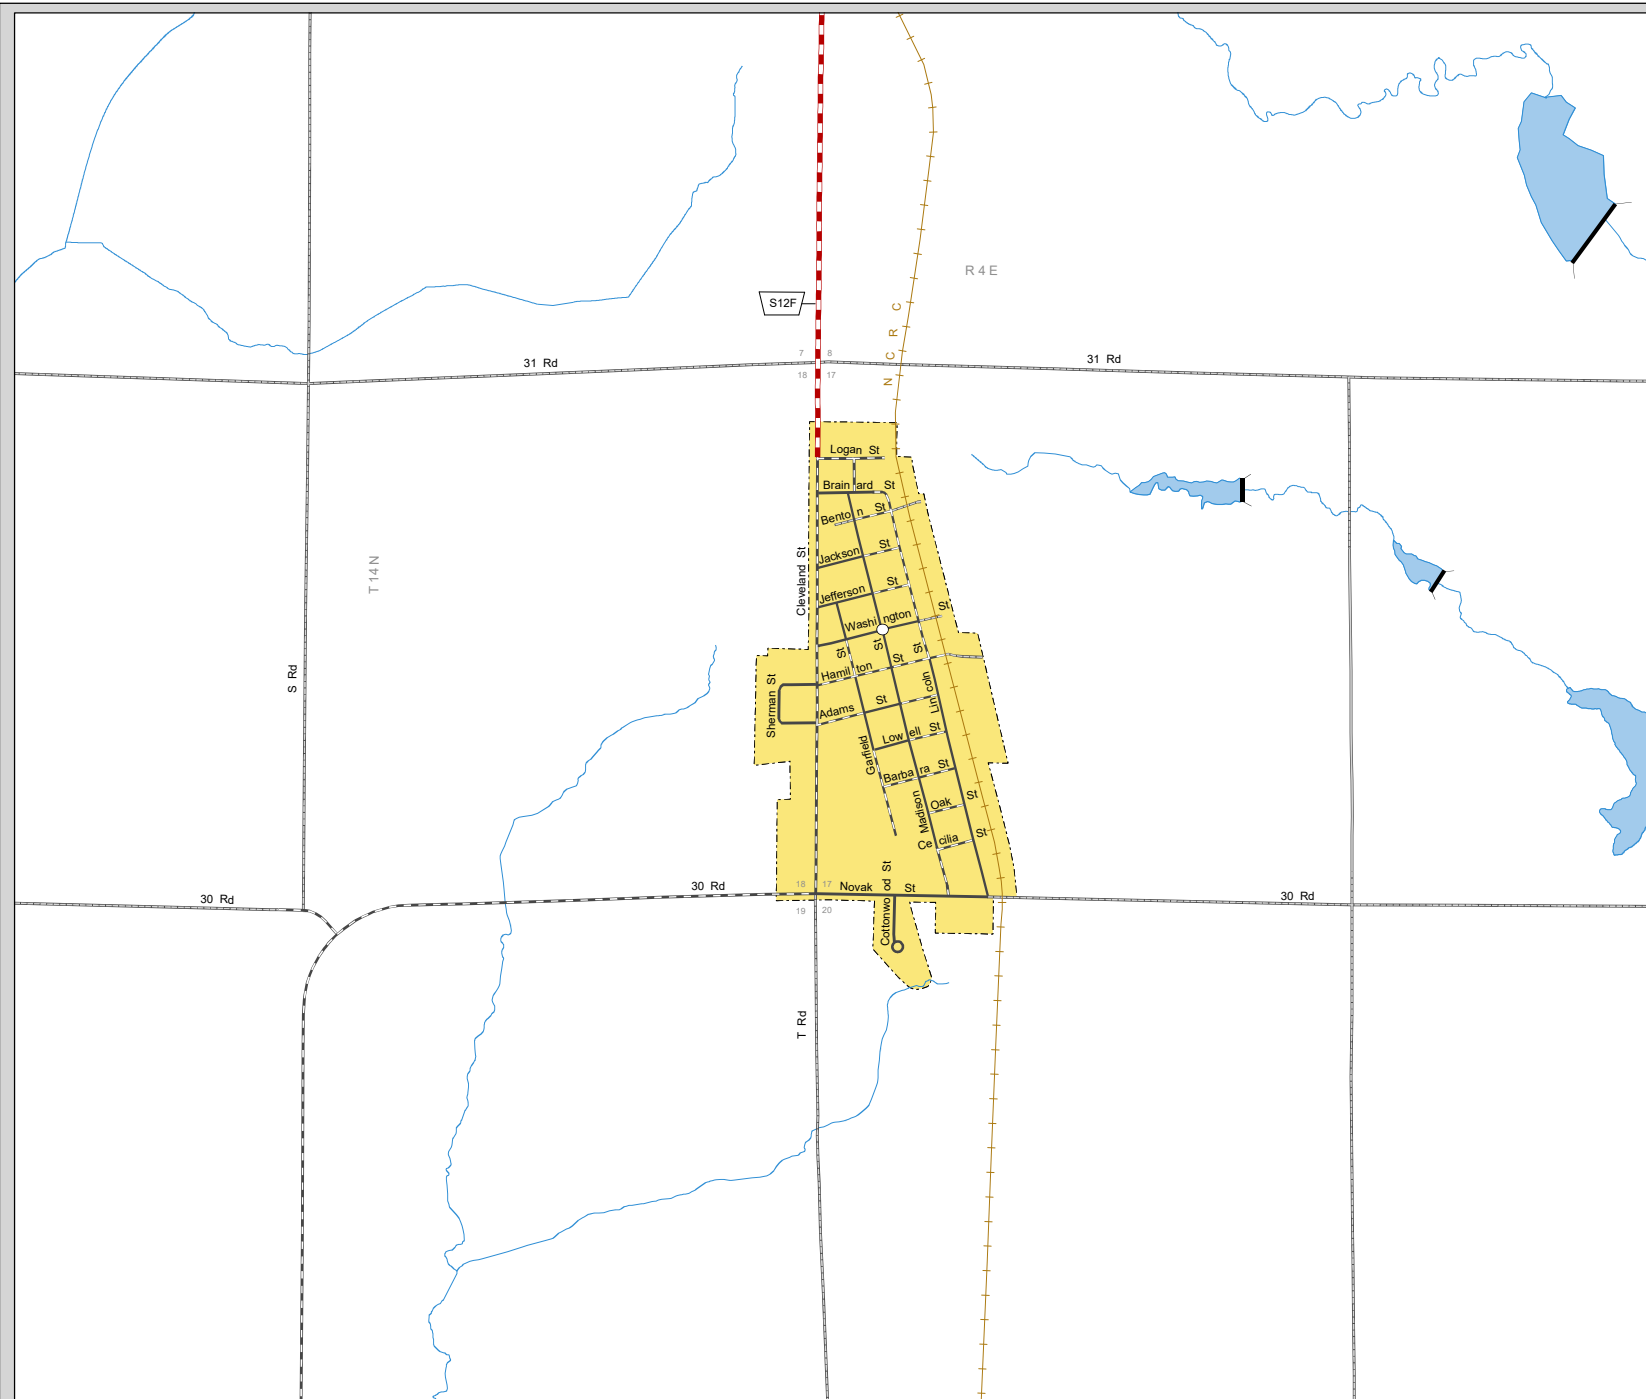 R 4 E
S12F
N C R C
7 8
31 Rd
31 Rd
18 17
Logan St
Brainard St
Benton St
Cleveland St
Jackson St
T 14 N
Jefferson St
Washington St
St
St
St
Hamilton St
S Rd
Sherman St
Lincoln
Adams St
Garfield
Lowell St
Barbara St
Madison
Oak St
Cecilia St
18 17
30 Rd
30 Rd
Novak St
30 Rd
Cottonwood St
19 20
T Rd